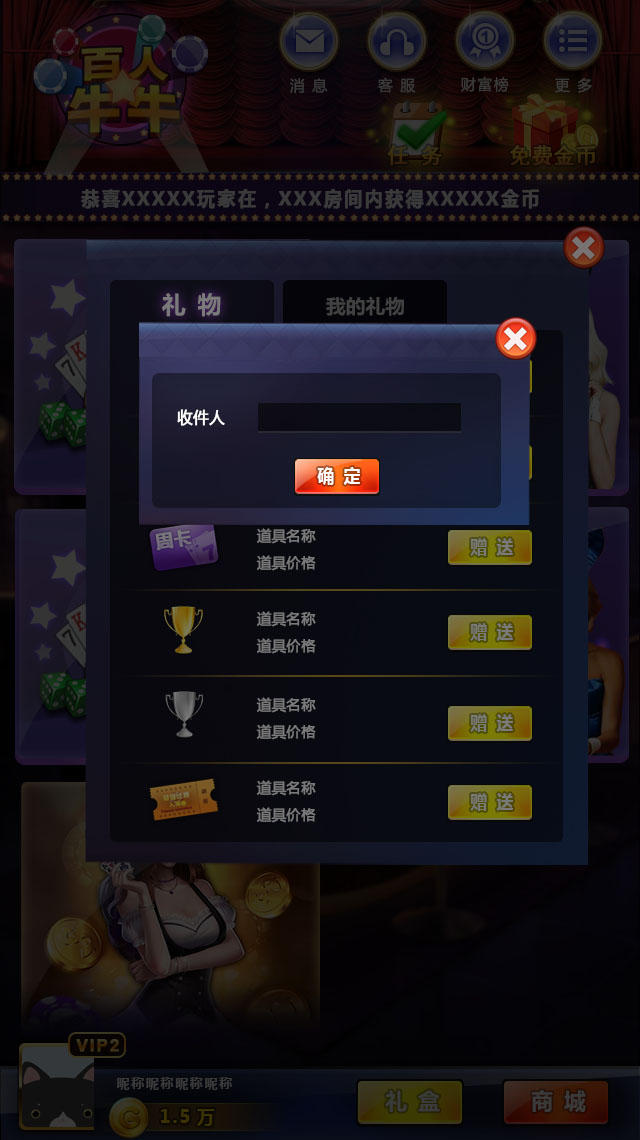 百人
牛牛
消息
客服
财富榜
更多
任务
免费金币
恭喜XXXXX玩家在，XXX房间内获得XXXXX金币
礼物
我的礼物
收件人
确定
周卡
7
道具名称
道具价格
赠送
道具名称
道具价格
赠送
道具名称
道具价格
赠送
道具名称
道具价格
赠送
VIP2
昵称昵称昵称昵称
G 1.5万
礼盒
商城